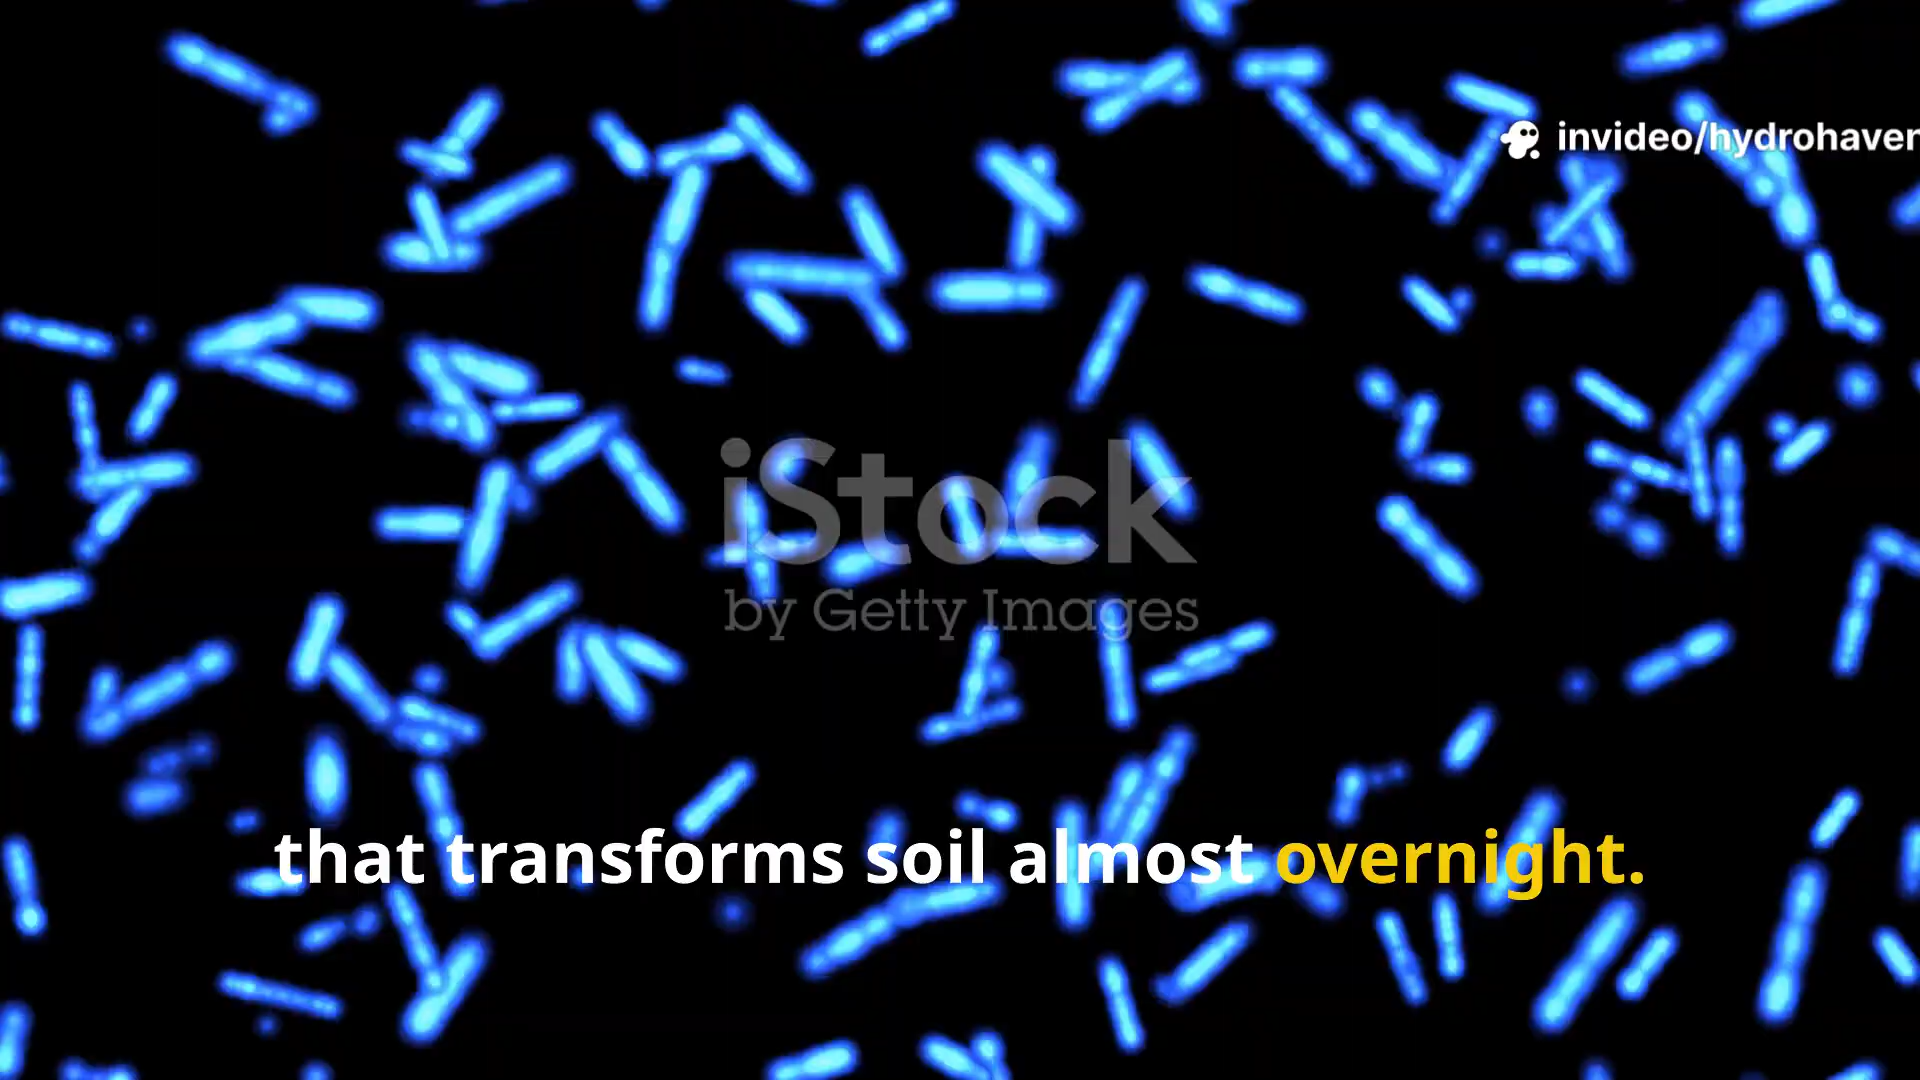 invideo/hydrohaven
iStock
by Getty Images
that transforms soil almost overnight.